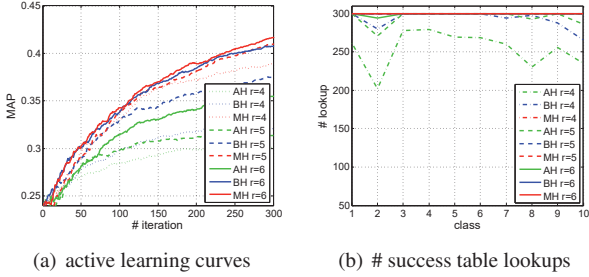 0.45
0.4
0.35
0.3
0.25
MAP
0 50 100 150 200 250 300
# iteration
AH r=4
BH r=4
MH r=4
AH r=5
BH r=5
MH r=5
AH r=6
BH r=6
MH r=6
(a) active learning curves
300
250
200
150
100
50
# lookup
1 2 3 4 5 6 7 8 9 10
class
AH r=4
BH r=4
MH r=4
AH r=5
BH r=5
MH r=5
AH r=6
BH r=6
MH r=6
(b) # success table lookups